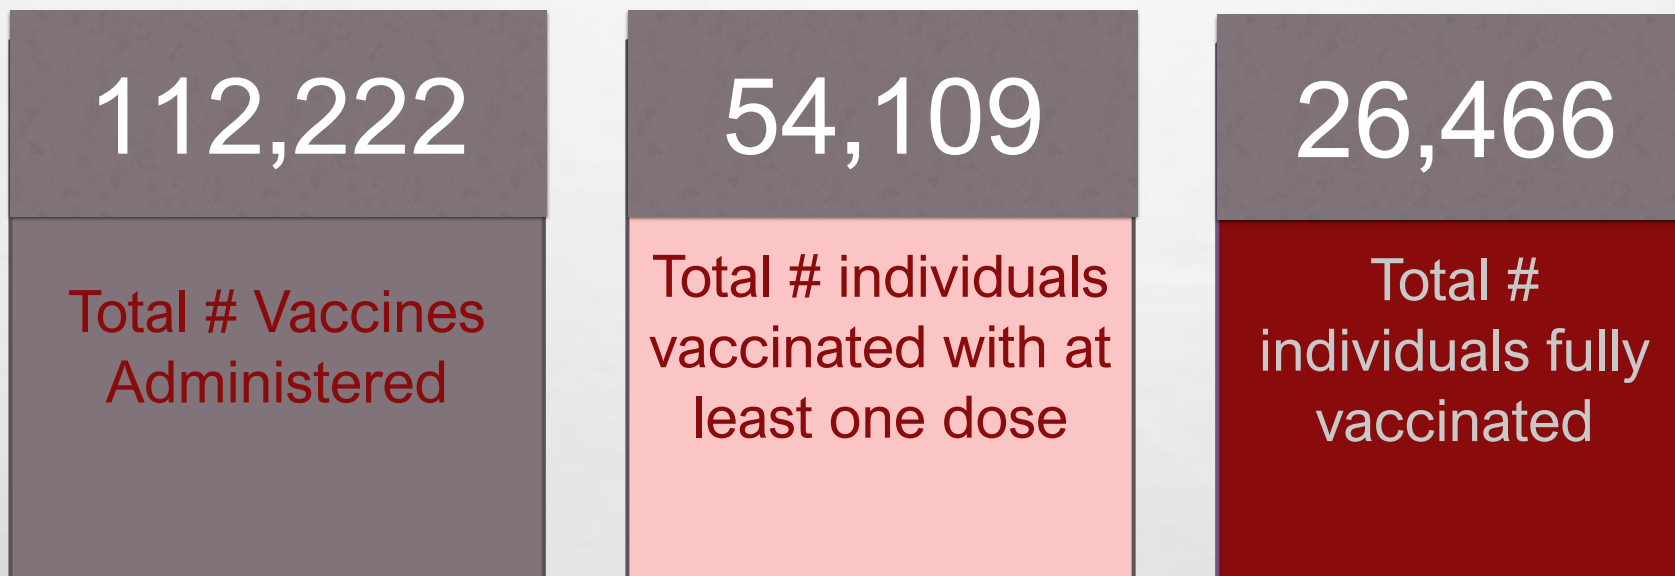 112,222
Total # Vaccines
Administered
54,109
Total # individuals
vaccinated with at
least one dose
26,466
Total #
individuals fully
vaccinated